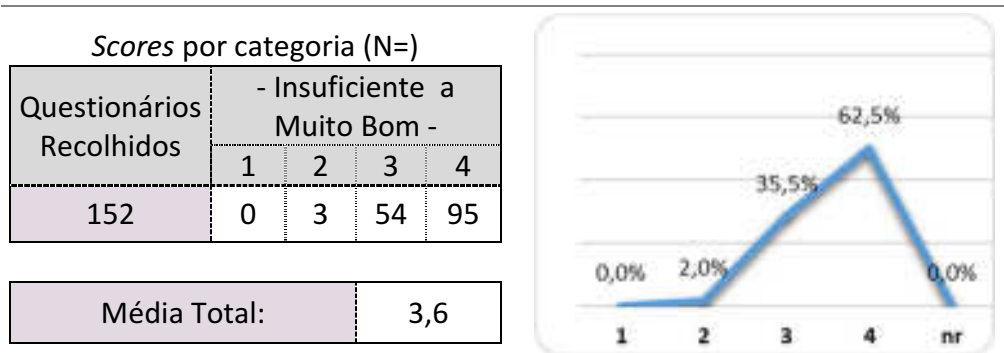 Scores por categoria (N=)
Questionários Recolhidos
- Insuficiente a
Muito Bom -
1 2 3 4
152 0 3 54 95
Média Total: 3,6
62,5%
35,5%
0,0% 2,0% 0,0%
1 2 3 4 nr